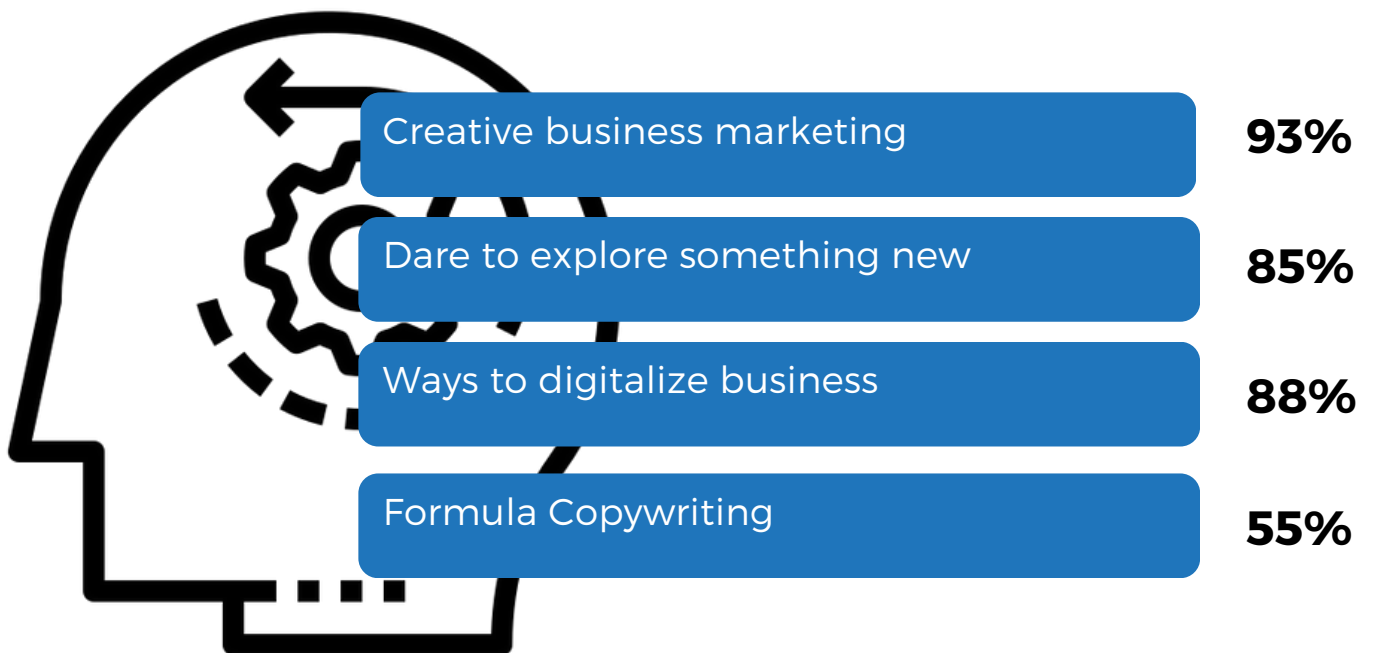 Creative business marketing 93%
Dare to explore something new 85%
Ways to digitalize business 88%
Formula Copywriting 55%